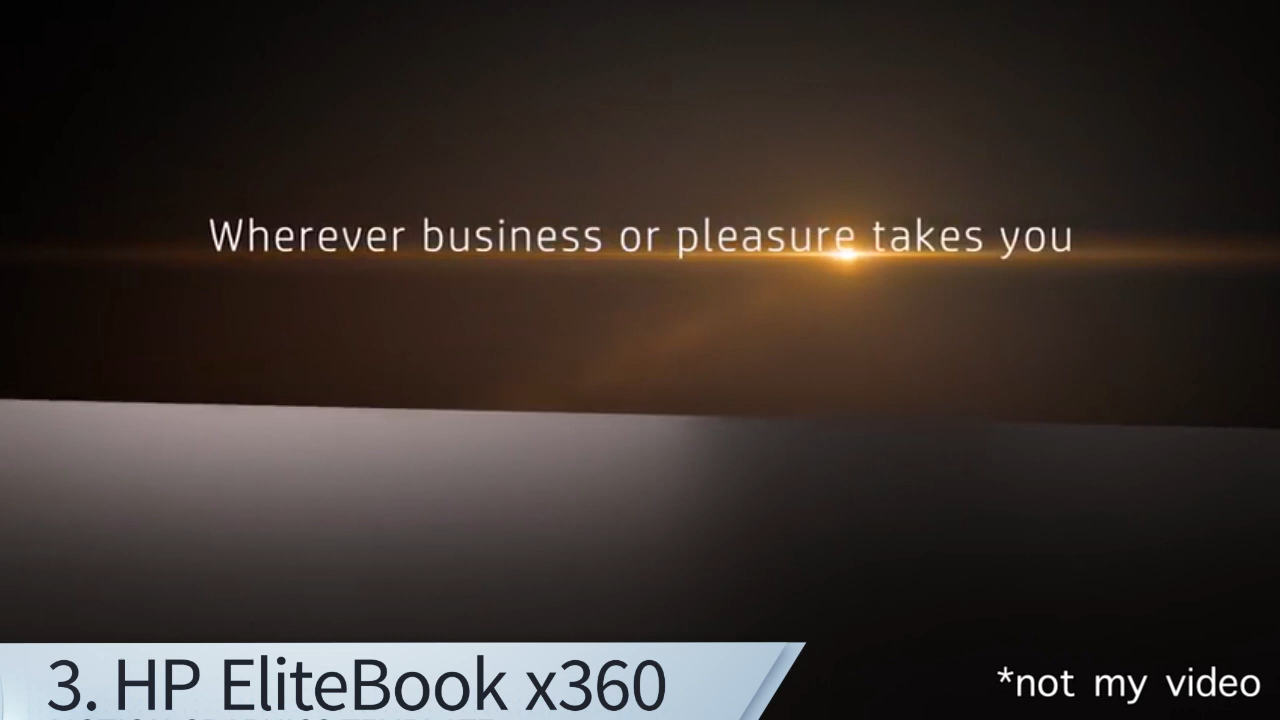 Wherever business or pleasure takes you
3. HP EliteBook x360
*not my video